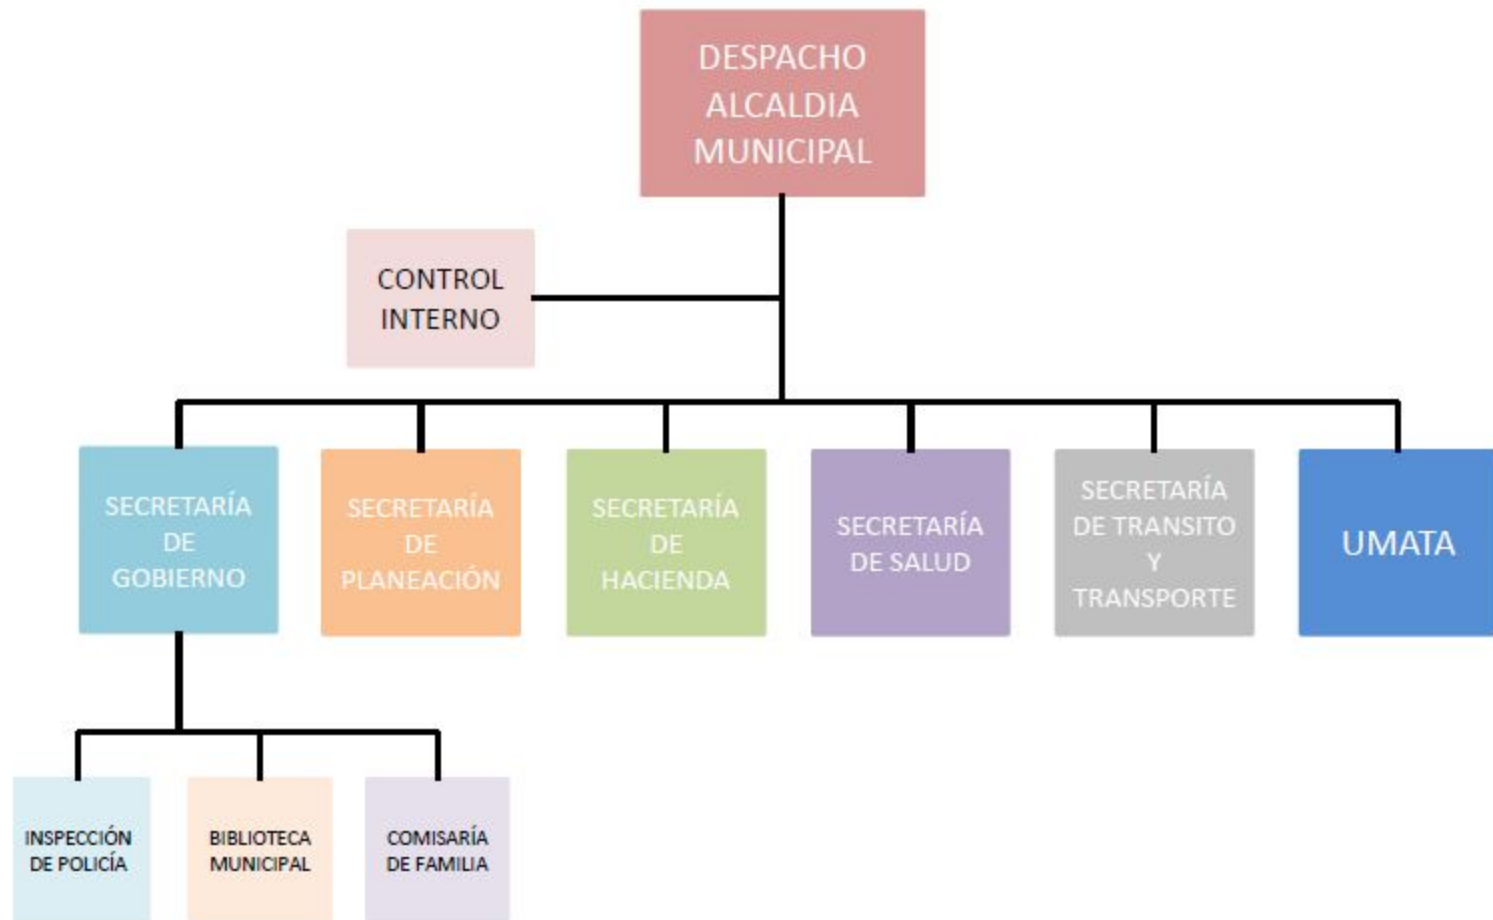 DESPACHO
ALCALDIA
MUNICIPAL
CONTROL
INTERNO
SECRETARÍA
DE
GOBIERNO
SECRETARÍA
DE
PLANEACIÓN
SECRETARÍA
DE
HACIENDA
SECRETARÍA
DE SALUD
SECRETARÍA
DE TRANSITO
Y
TRANSPORTE
UMATA
INSPECCIÓN
DE POLICÍA
BIBLIOTECA
MUNICIPAL
COMISARÍA
DE FAMILIA